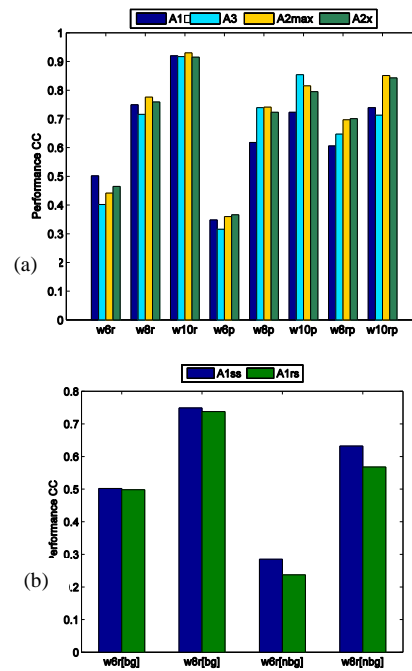 A1 A3 A2max A2x
1
0.9
0.8
0.7
0.6
0.5
0.4
0.3
.2
0.1
0
Performance CC
(a)
w6r w8r w10r w6p w8p w10p w8rp w10rp
A1ss A1rs
0.8
0.7
0.6
0.5
0.4
0.3
.2
0.1
0
Performance CC
(b)
w6r[bg] w8r[bg] w6r[nbg] w8r[nbg]